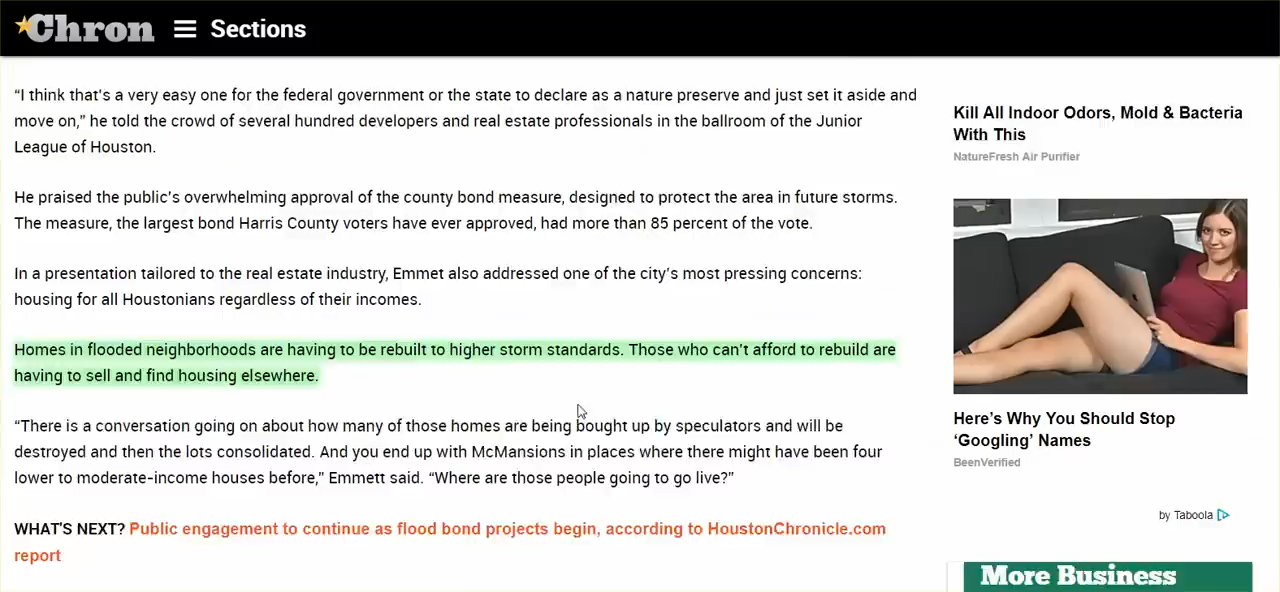 Chron
Sections
“I think that's a very easy one for the federal government or the state to declare as a nature preserve and just set it aside and
move on,” he told the crowd of several hundred developers and real estate professionals in the ballroom of the Junior
League of Houston.
He praised the public’s overwhelming approval of the county bond measure, designed to protect the area in future storms.
The measure, the largest bond Harris County voters have ever approved, had more than 85 percent of the vote.
In a presentation tailored to the real estate industry, Emmet also addressed one of the city’s most pressing concerns:
housing for all Houstonians regardless of their incomes.
Homes in flooded neighborhoods are having to be rebuilt to higher storm standards. Those who can’t afford to rebuild are
having to sell and find housing elsewhere.
“There is a conversation going on about how many of those homes are being bought up by speculators and will be
destroyed and then the lots consolidated. And you end up with McMansions in places where there might have been four
lower to moderate-income houses before,” Emmett said. “Where are those people going to go live?”
WHAT'S NEXT? Public engagement to continue as flood bond projects begin, according to HoustonChronicle.com
report
Kill All Indoor Odors, Mold & Bacteria
With This
NatureFresh Air Purifier
Here’s Why You Should Stop
‘Googling’ Names
BeenVerified
by Taboola
More Business